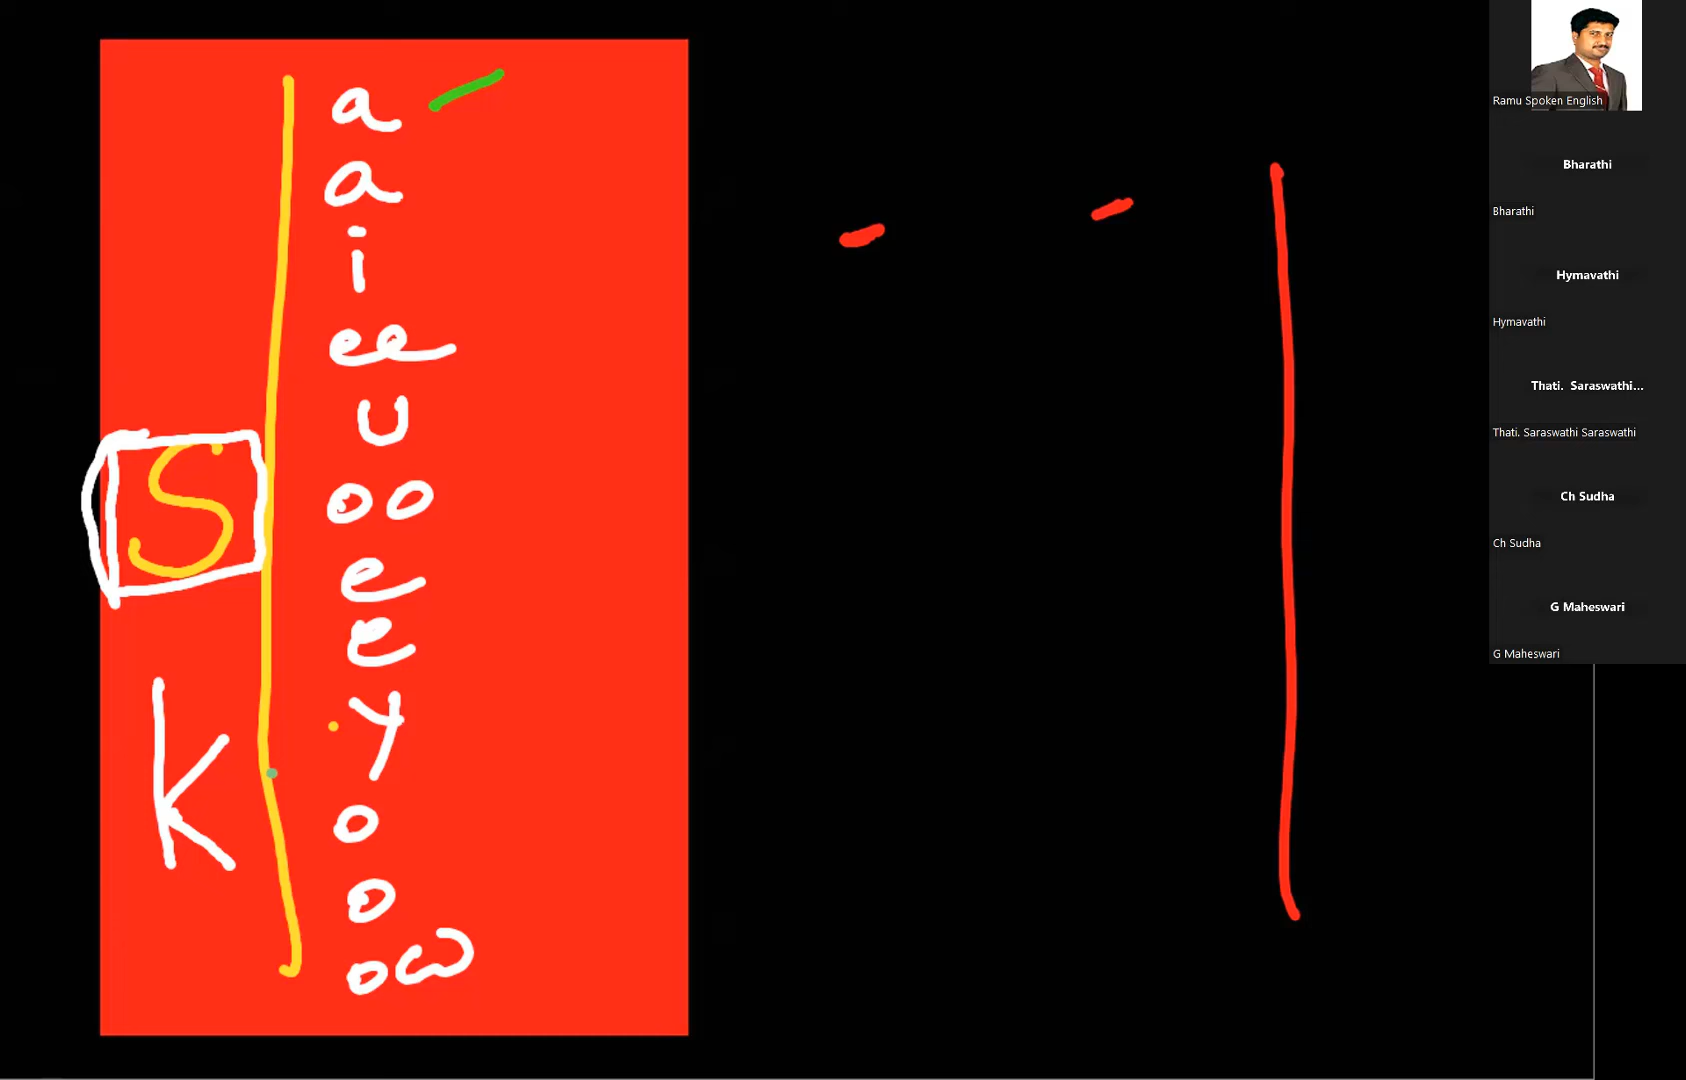 a
a
i
ee
u
S
oo
e
e
y
K
o
o
ow
Ramu Spoken English
Bharathi
Bharathi
Hymavathi
Hymavathi
Thati. Saraswathi...
Thati. Saraswathi Saraswathi
Ch Sudha
Ch Sudha
G Maheswari
G Maheswari